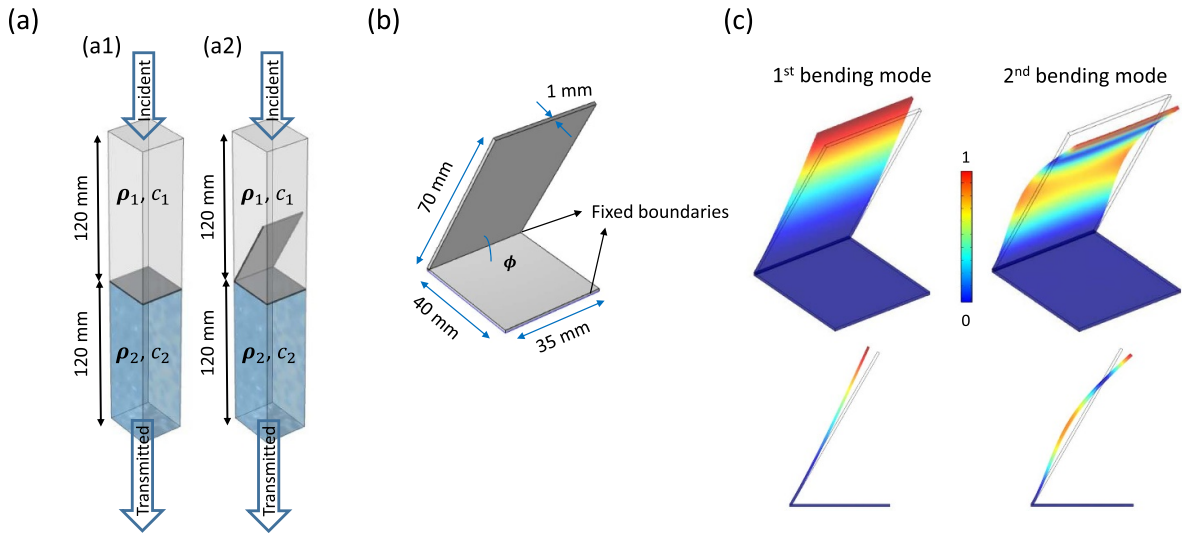 (a)
(a1)
(a2)
Incident
Incident
120 mm
120 mm
ρ₁, c₁
ρ₁, c₁
120 mm
120 mm
ρ₂, c₂
ρ₂, c₂
Transmitted
Transmitted
(b)
1 mm
70 mm
Fixed boundaries
ϕ
40 mm
35 mm
(c)
1ˢᵗ bending mode
2ⁿᵈ bending mode
1
0